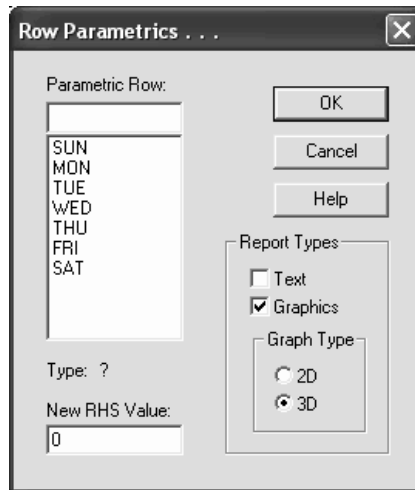 Row Parametrics . . .
Parametric Row:
SUN
MON
TUE
WED
THU
FRI
SAT
Type: ?
New RHS Value:
0
OK
Cancel
Help
Report Types
Text
Graphics
Graph Type
2D
3D